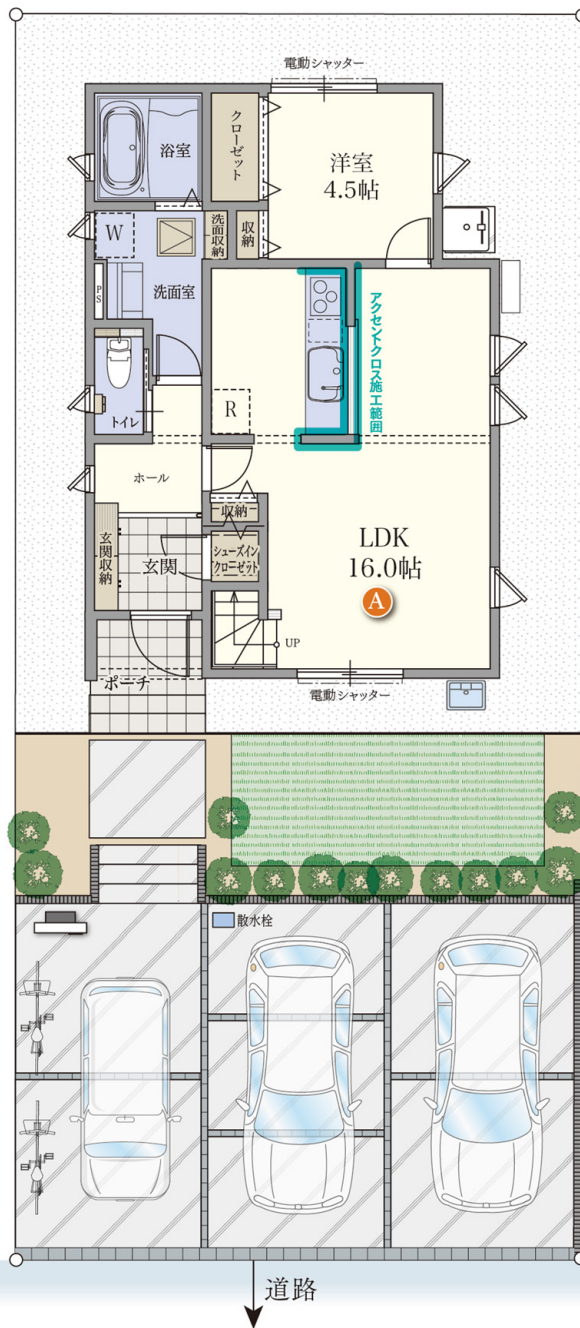 電動シャッター
浴室
クローゼット
洋室
4.5帖
W
洗面収納
収納
PS
洗面室
アクセントクロス施工範囲
R
トイレ
ホール
LDK
16.0帖
A
収納
玄関収納
玄関
シューズイン
クローゼット
UP
ポーチ
電動シャッター
散水栓
道路